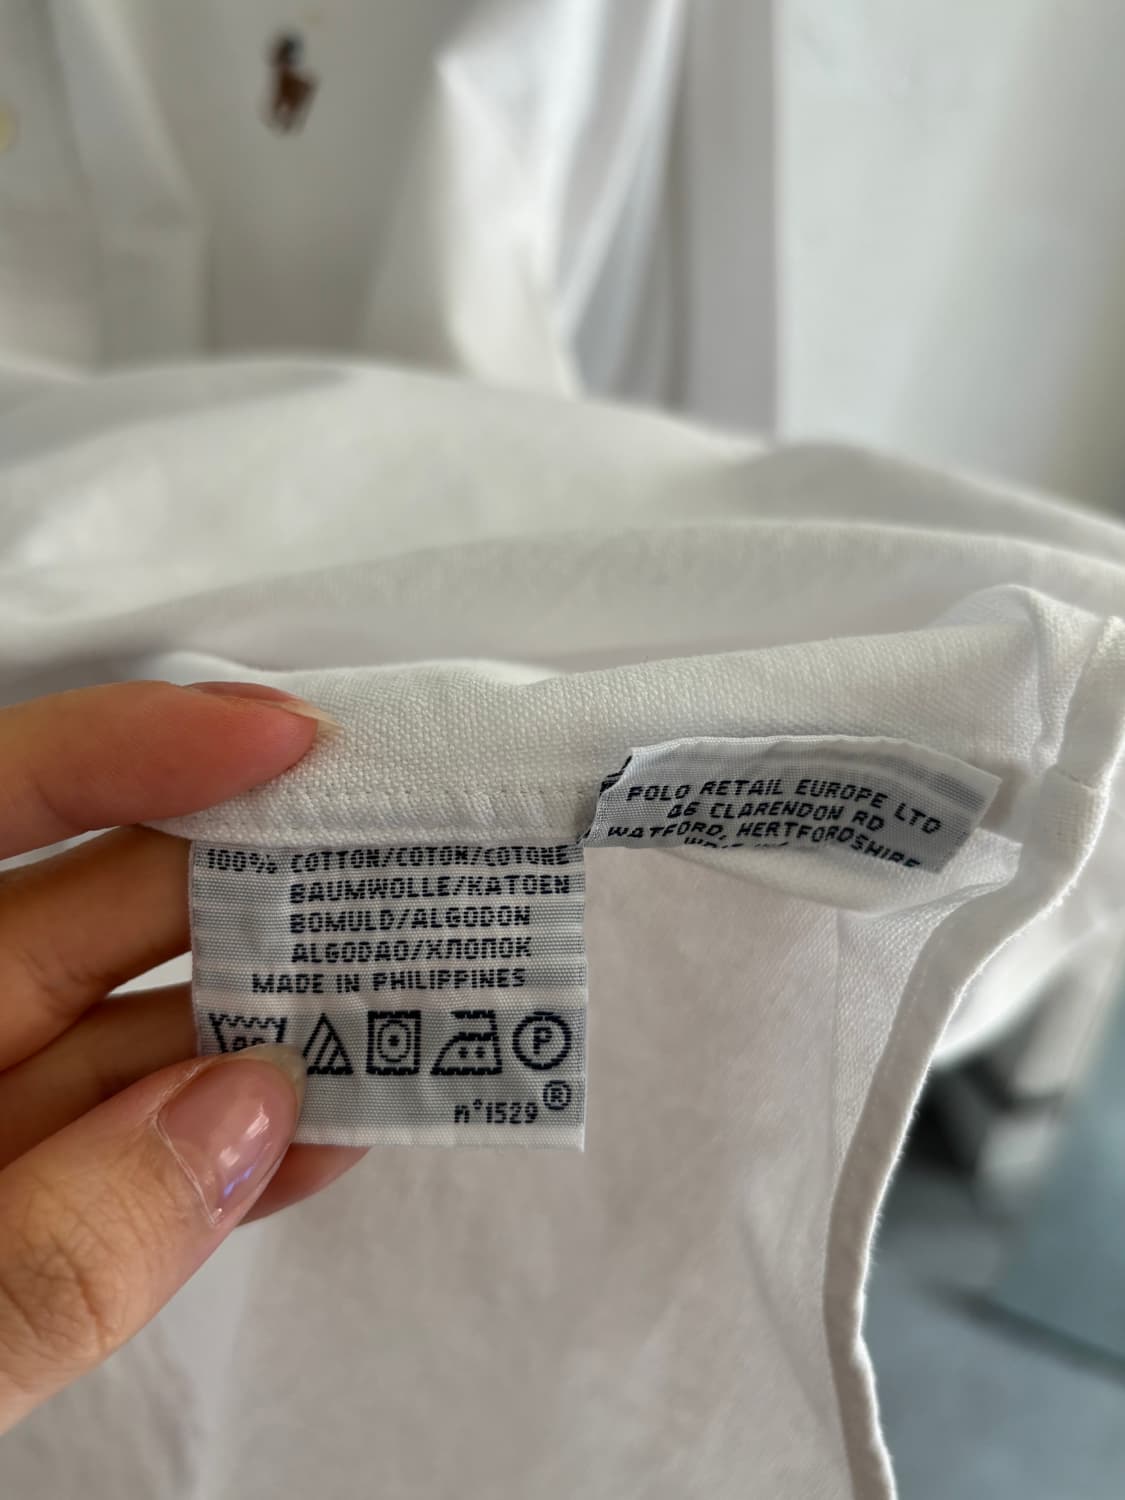 POLO RETAIL EUROPE LTD
46 CLARENDON RD
WATFORD, HERTFORDSHIRE
100% COTTON/COTON/COTONE
BAUMWOLLE/KATOEN
BOMULD/ALGODON
ALGODAO/ХЛОПОК
MADE IN PHILIPPINES
P
n°1529 ®